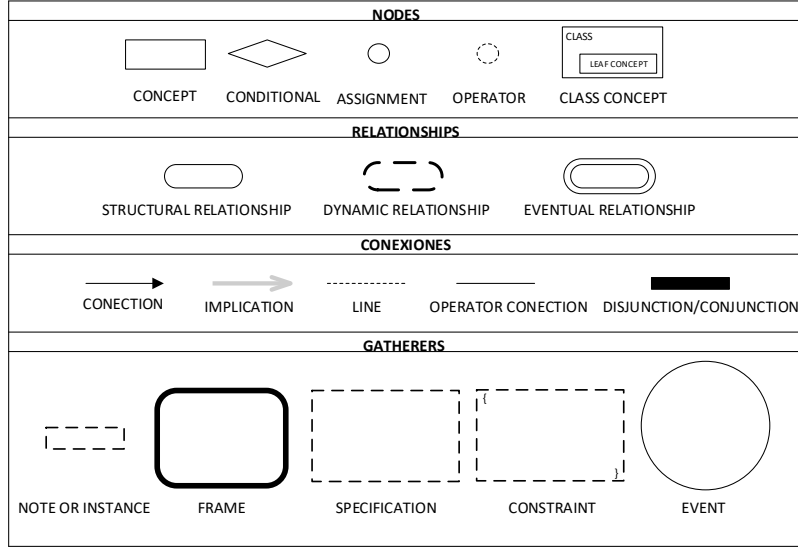 NODES
CLASS
LEAF CONCEPT
CONCEPT CONDITIONAL ASSIGNMENT OPERATOR CLASS CONCEPT
RELATIONSHIPS
STRUCTURAL RELATIONSHIP DYNAMIC RELATIONSHIP EVENTUAL RELATIONSHIP
CONEXIONES
CONECTION IMPLICATION LINE OPERATOR CONECTION DISJUNCTION/CONJUNCTION
GATHERERS
{
}
NOTE OR INSTANCE FRAME SPECIFICATION CONSTRAINT EVENT